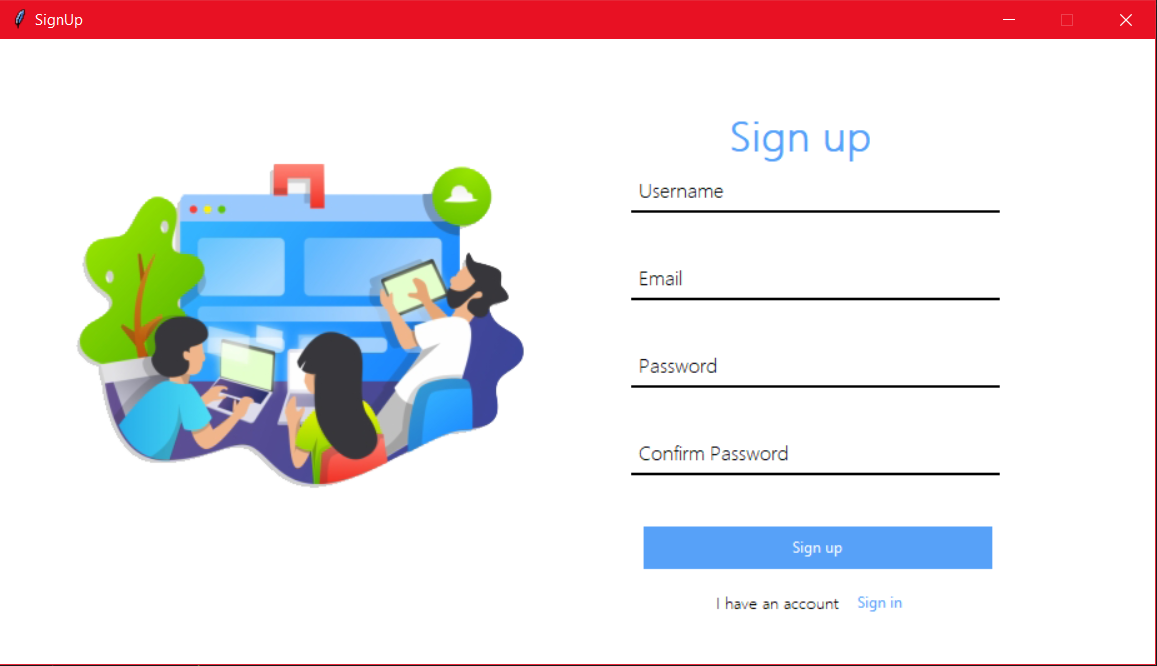 SignUp
Sign up
Username
Email
Password
Confirm Password
Sign up
I have an account Sign in